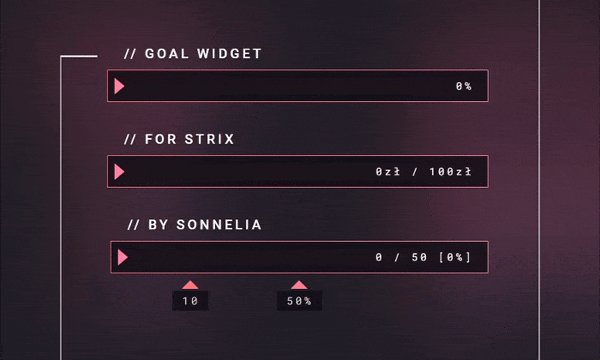 // GOAL WIDGET
0%
// FOR STRIX
0zł / 100zł
// BY SONNELIA
0 / 50 [0%]
10
50%